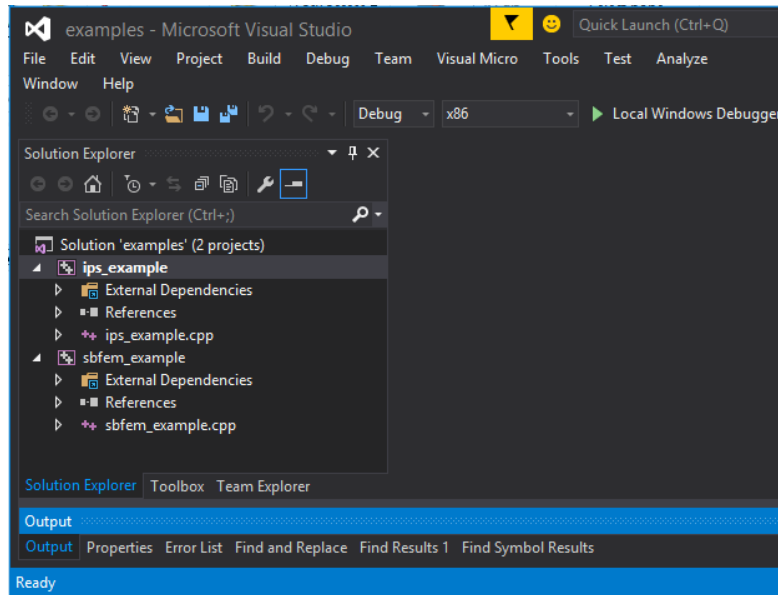 examples - Microsoft Visual Studio
Quick Launch (Ctrl+Q)
File Edit View Project Build Debug Team Visual Micro Tools Test Analyze
Window Help
Debug x86 Local Windows Debugger
Solution Explorer
Search Solution Explorer (Ctrl+;)
Solution 'examples' (2 projects)
ips_example
External Dependencies
References
ips_example.cpp
sbfem_example
External Dependencies
References
sbfem_example.cpp
Solution Explorer Toolbox Team Explorer
Output
Output Properties Error List Find and Replace Find Results 1 Find Symbol Results
Ready